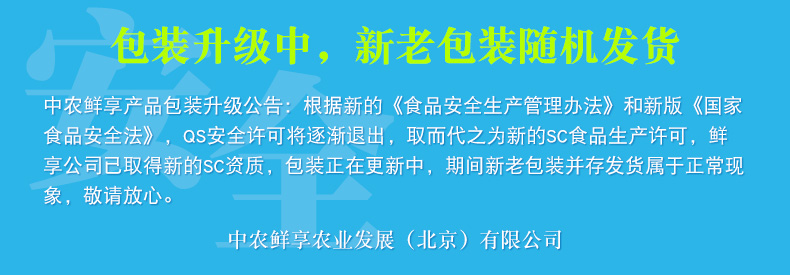 包装升级中，新老包装随机发货
安全
中农鲜享产品包装升级公告：根据新的《食品安全生产管理办法》和新版《国家
食品安全法》，QS安全许可将逐渐退出，取而代之为新的SC食品生产许可，鲜
享公司已取得新的SC资质，包装正在更新中，期间新老包装并存发货属于正常现
象，敬请放心。
中农鲜享农业发展（北京）有限公司